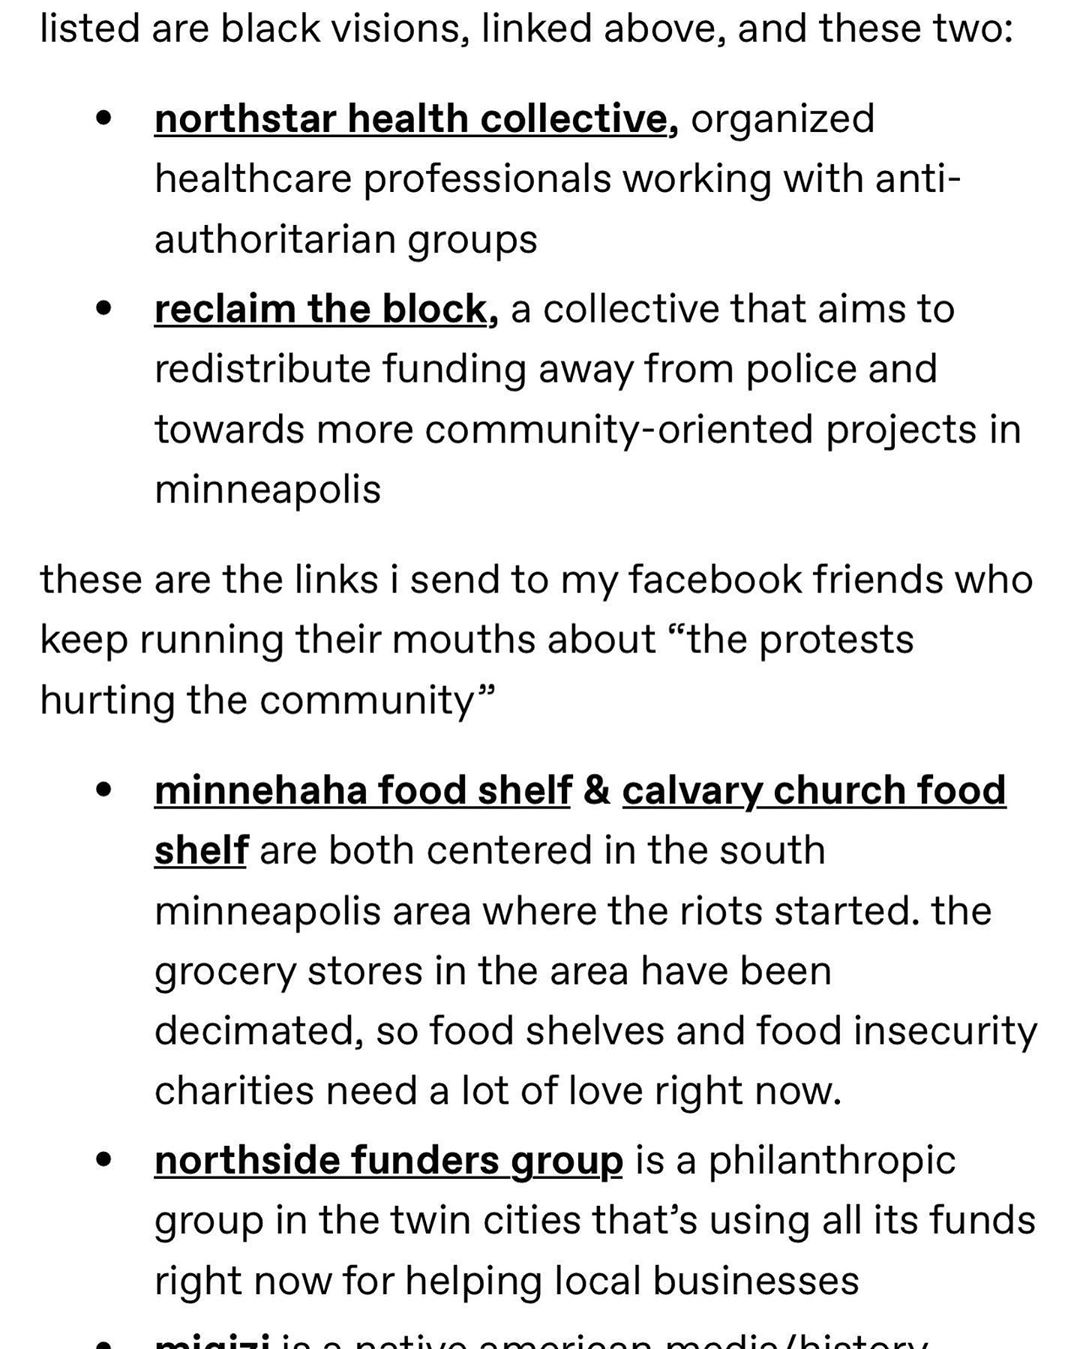 listed are black visions, linked above, and these two:
• northstar health collective, organized
healthcare professionals working with anti-
authoritarian groups
• reclaim the block, a collective that aims to
redistribute funding away from police and
towards more community-oriented projects in
minneapolis
these are the links i send to my facebook friends who
keep running their mouths about “the protests
hurting the community”
• minnehaha food shelf & calvary church food
shelf are both centered in the south
minneapolis area where the riots started. the
grocery stores in the area have been
decimated, so food shelves and food insecurity
charities need a lot of love right now.
• northside funders group is a philanthropic
group in the twin cities that’s using all its funds
right now for helping local businesses
• migizi is a native american media/history